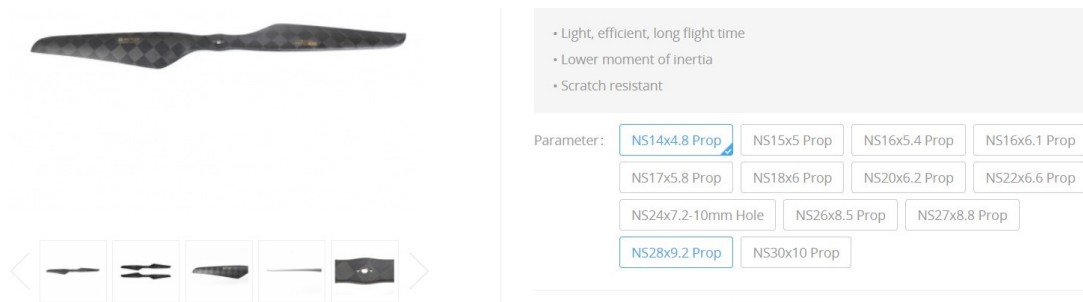 • Light, efficient, long flight time
• Lower moment of inertia
• Scratch resistant
Parameter:
NS14x4.8 Prop
NS15x5 Prop
NS16x5.4 Prop
NS16x6.1 Prop
NS17x5.8 Prop
NS18x6 Prop
NS20x6.2 Prop
NS22x6.6 Prop
NS24x7.2-10mm Hole
NS26x8.5 Prop
NS27x8.8 Prop
NS28x9.2 Prop
NS30x10 Prop